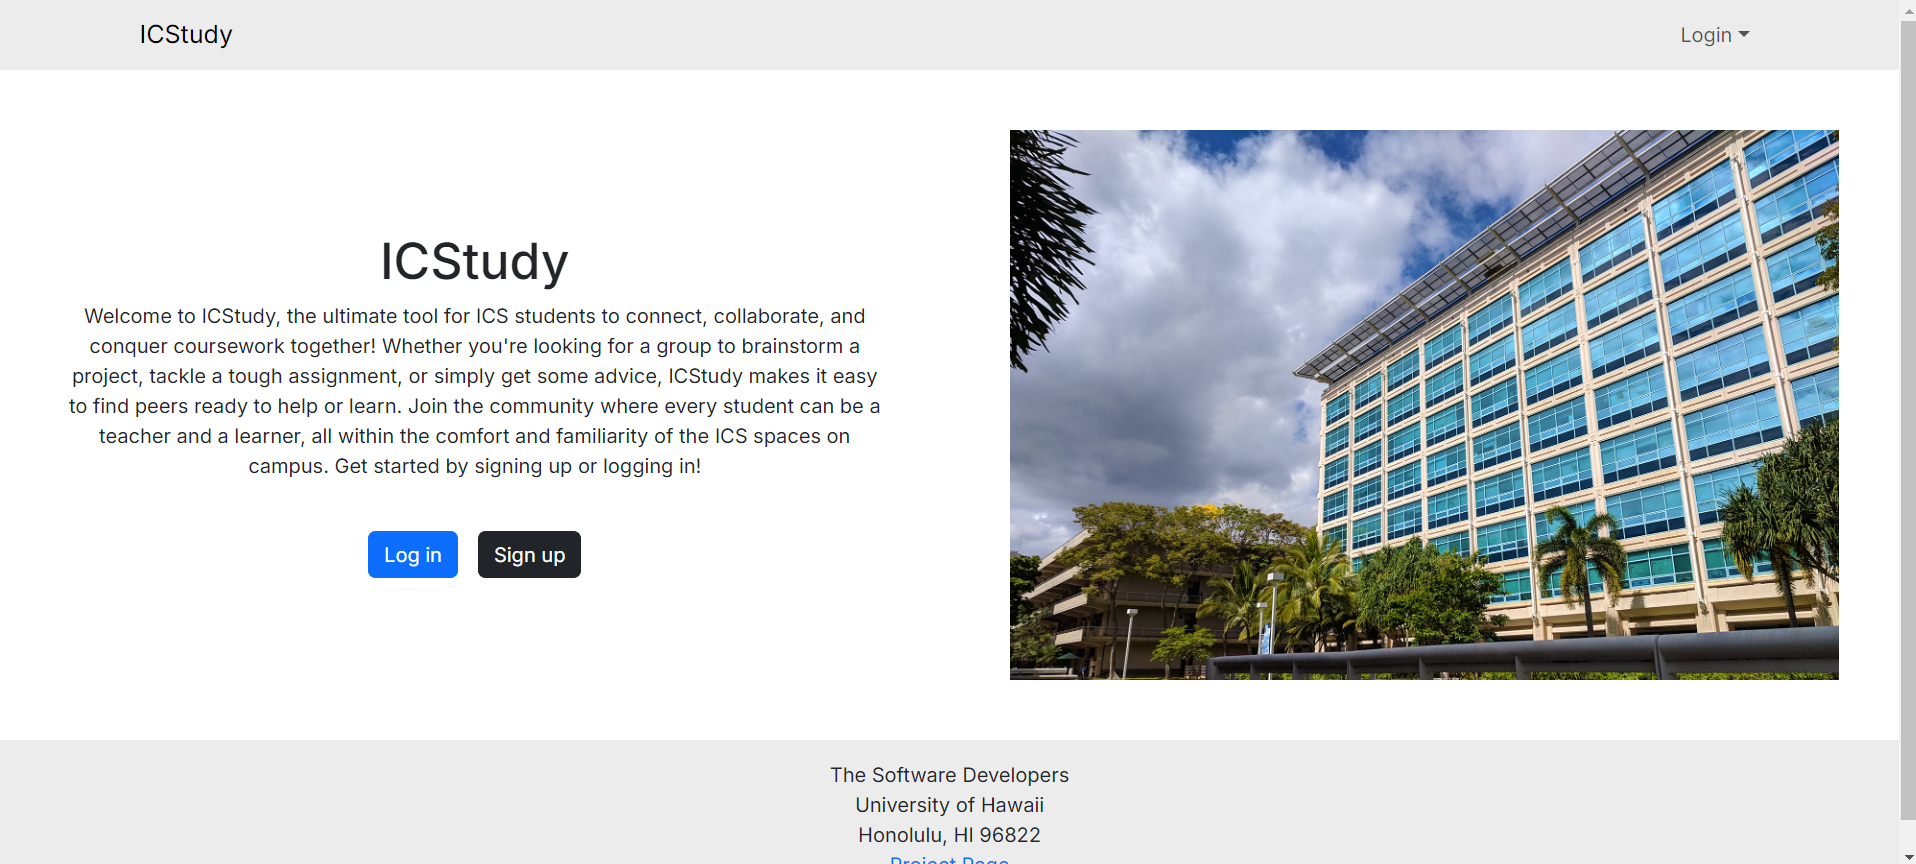 ICStudy
Login
ICStudy
Welcome to ICStudy, the ultimate tool for ICS students to connect, collaborate, and
conquer coursework together! Whether you're looking for a group to brainstorm a
project, tackle a tough assignment, or simply get some advice, ICStudy makes it easy
to find peers ready to help or learn. Join the community where every student can be a
teacher and a learner, all within the comfort and familiarity of the ICS spaces on
campus. Get started by signing up or logging in!
Log in
Sign up
The Software Developers
University of Hawaii
Honolulu, HI 96822
Project Page